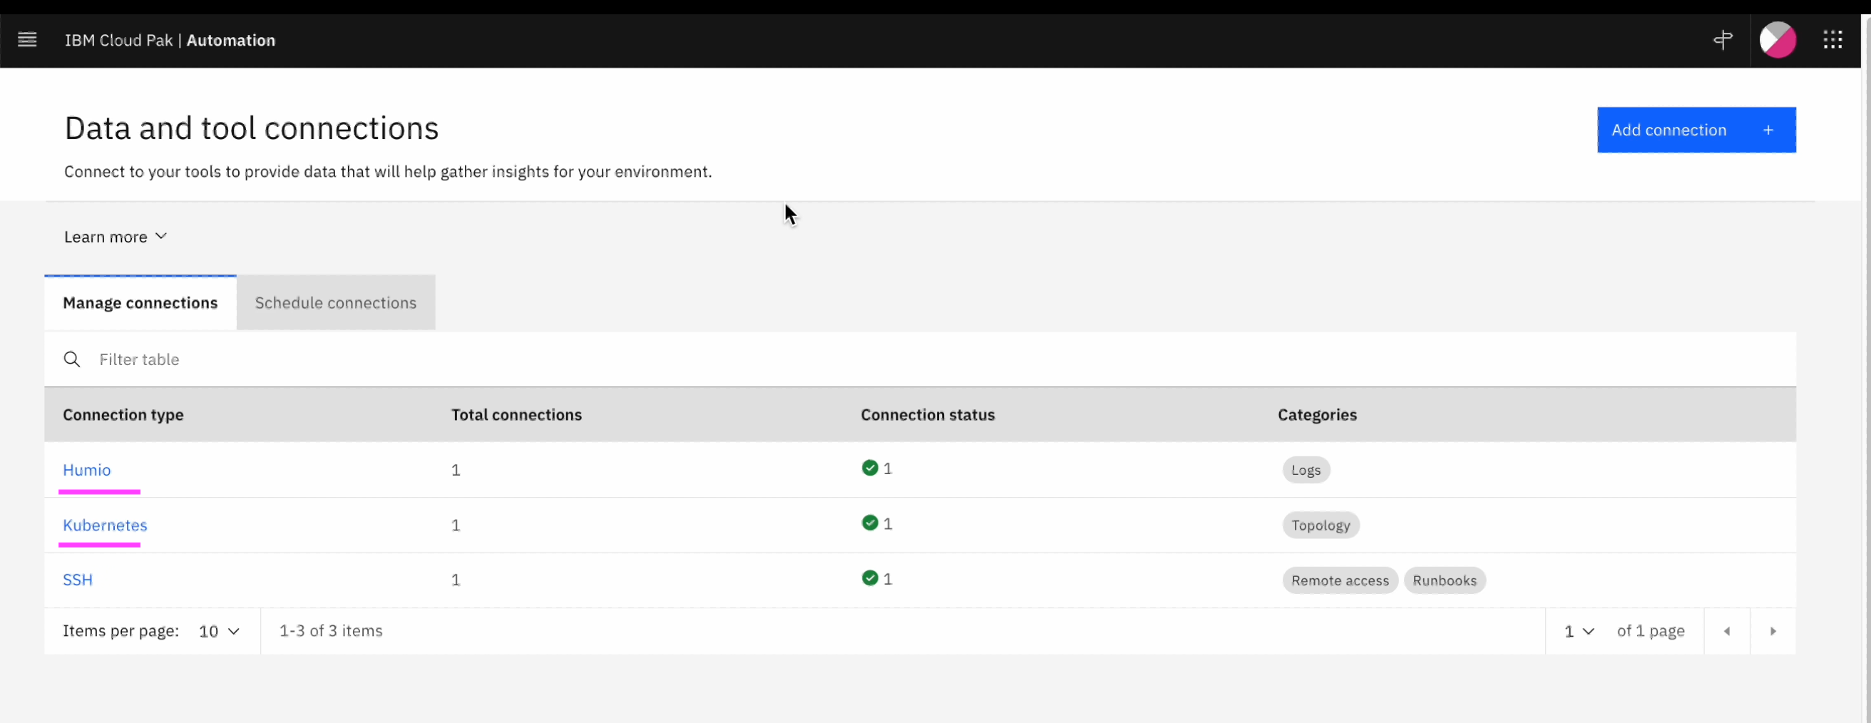 IBM Cloud Pak | Automation
Data and tool connections
Add connection +
Connect to your tools to provide data that will help gather insights for your environment.
Learn more
Manage connections Schedule connections
Filter table
Connection type Total connections Connection status Categories
Humio 1 1 Logs
Kubernetes 1 1 Topology
SSH 1 1 Remote access Runbooks
Items per page: 10 1-3 of 3 items 1 of 1 page